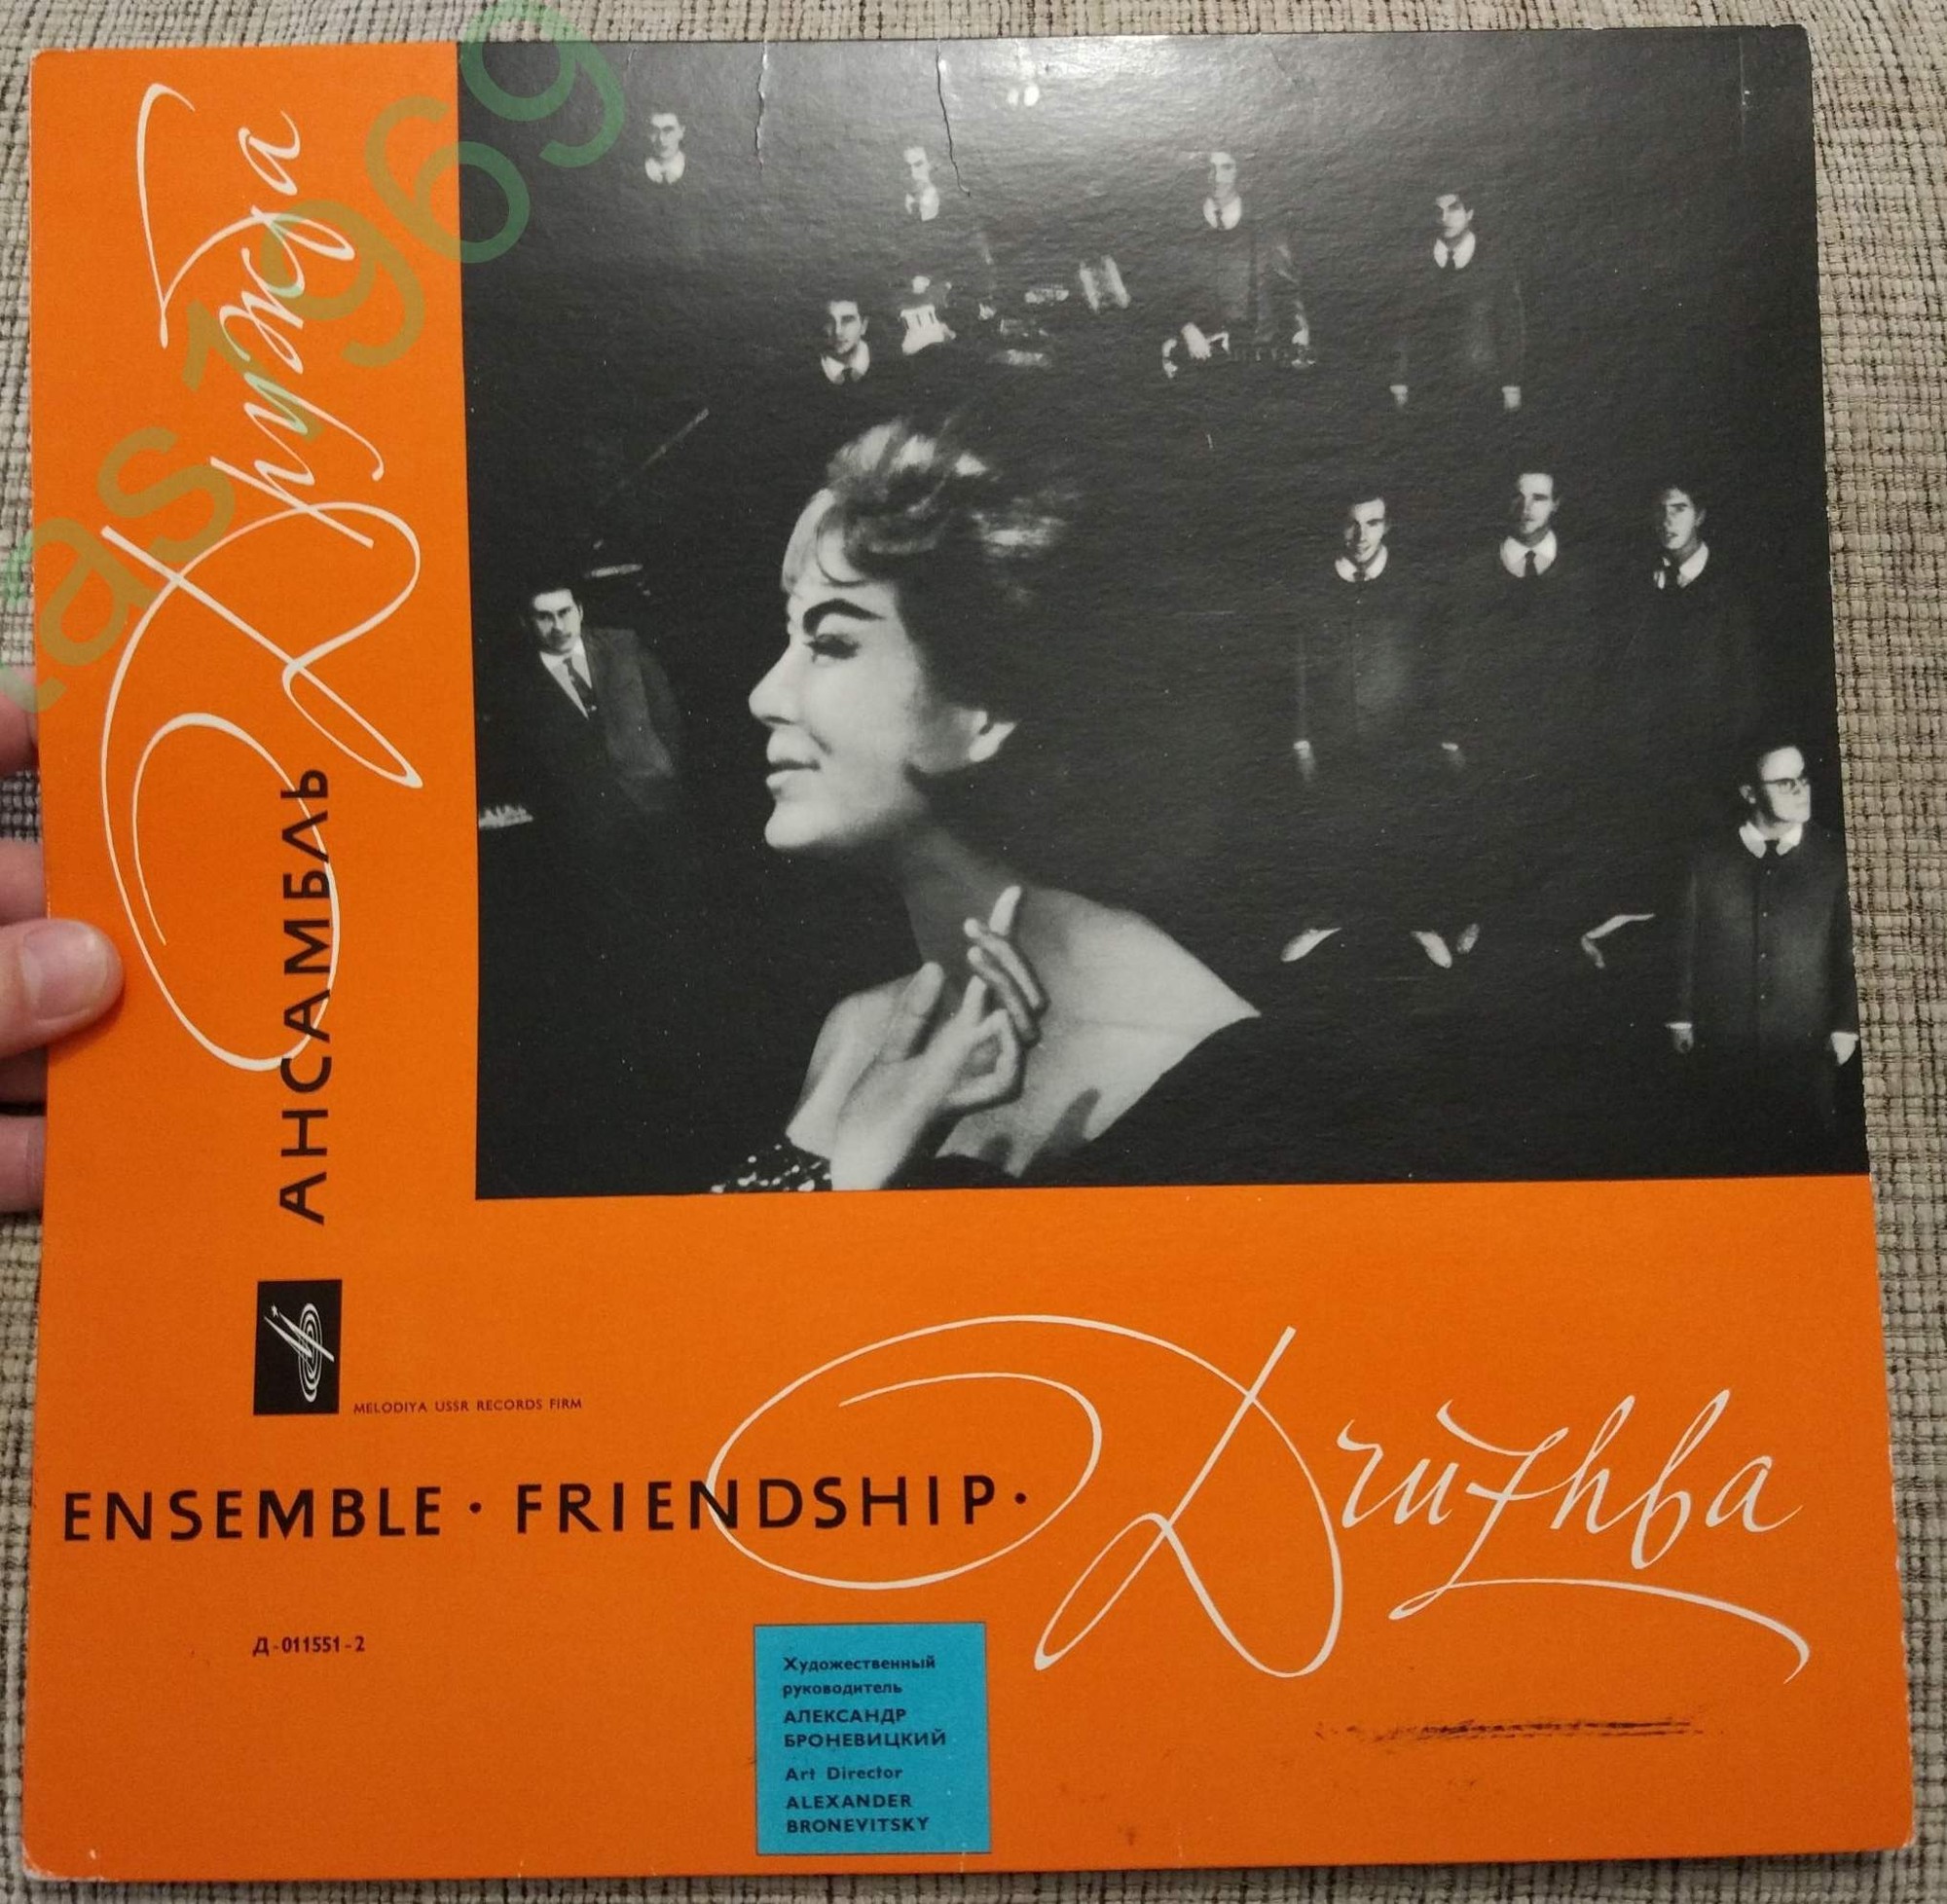 Дружба
АНСАМБЛЬ
MELODIYA USSR RECORDS FIRM
ENSEMBLE · FRIENDSHIP · Druzhba
Д-011551-2
Художественный
руководитель
АЛЕКСАНДР
БРОНЕВИЦКИЙ
Art Director
ALEXANDER
BRONEVITSKY